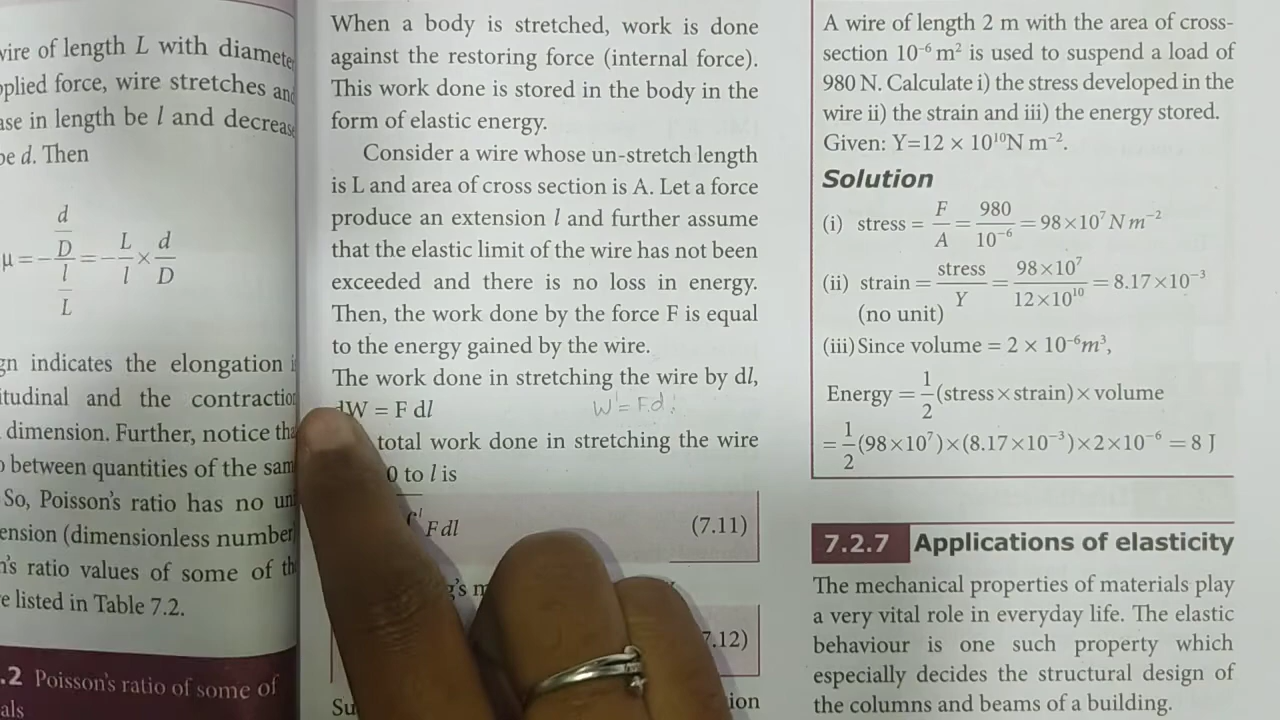 wire of length L with diameter
applied force, wire stretches and
ase in length be l and decrease
be d. Then
μ = - (d/D)/(l/L) = - L/l × d/D
gn indicates the elongation
itudinal and the contraction
dimension. Further, notice
between quantities of the
So, Poisson's ratio has no
ension (dimensionless number
n's ratio values of some of
e listed in Table 7.2.
.2 Poisson's ratio of some of
als
When a body is stretched, work is done
against the restoring force (internal force).
This work done is stored in the body in the
form of elastic energy.
Consider a wire whose un-stretch length
is L and area of cross section is A. Let a force
produce an extension l and further assume
that the elastic limit of the wire has not been
exceeded and there is no loss in energy.
Then, the work done by the force F is equal
to the energy gained by the wire.
The work done in stretching the wire by dl,
dW = F dl W = F.d
total work done in stretching the wire
0 to l is
F dl (7.11)
7.12)
Su
ion
A wire of length 2 m with the area of cross-
section 10⁻⁶ m² is used to suspend a load of
980 N. Calculate i) the stress developed in the
wire ii) the strain and iii) the energy stored.
Given: Y=12 × 10¹⁰N m⁻².
Solution
(i) stress = F/A = 980/10⁻⁶ = 98×10⁷ N m⁻²
(ii) strain = stress/Y = 98×10⁷/12×10¹⁰ = 8.17×10⁻³
(no unit)
(iii) Since volume = 2 × 10⁻⁶m³,
Energy = 1/2 (stress×strain)×volume
= 1/2 (98×10⁷)×(8.17×10⁻³)×2×10⁻⁶ = 8 J
7.2.7 Applications of elasticity
The mechanical properties of materials play
a very vital role in everyday life. The elastic
behaviour is one such property which
especially decides the structural design of
the columns and beams of a building.